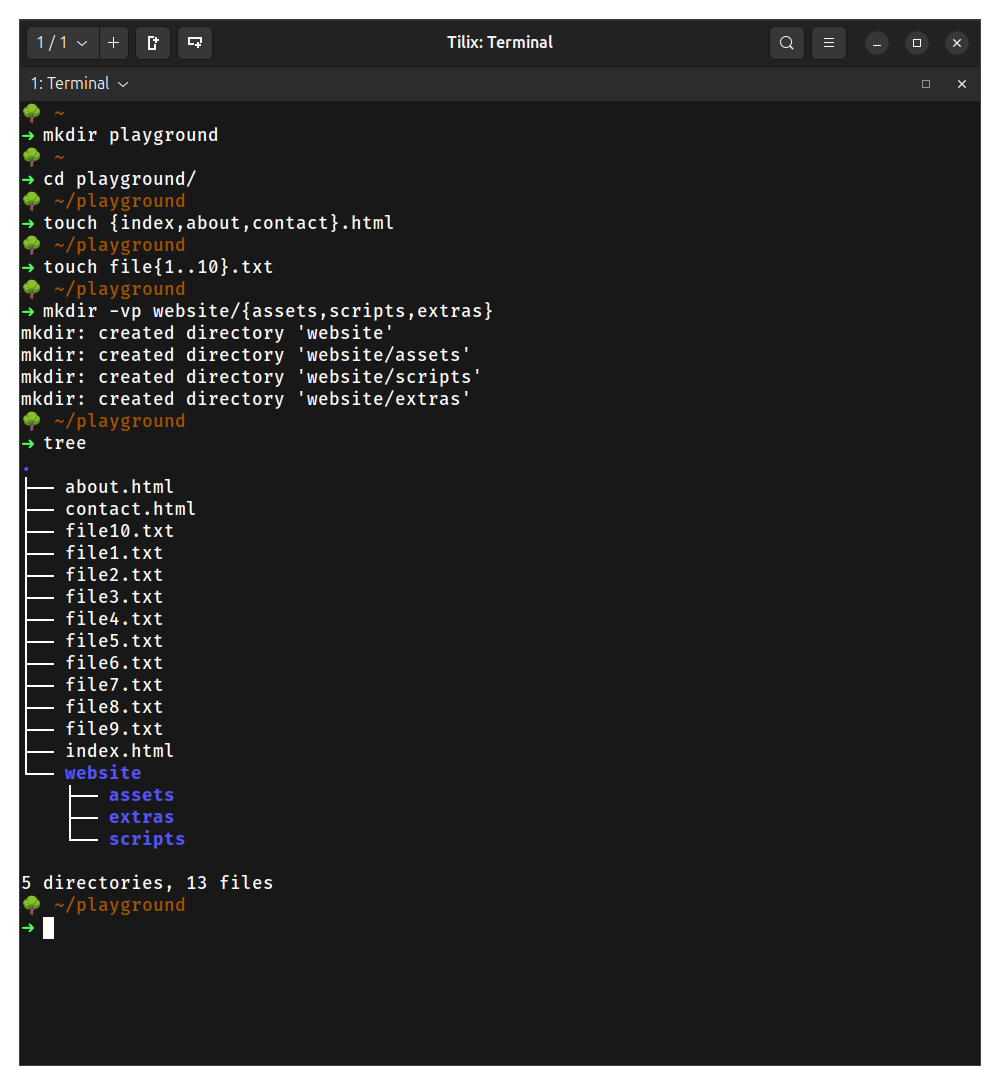 1 / 1
Tilix: Terminal
1: Terminal
~
➜ mkdir playground
~
➜ cd playground/
~/playground
➜ touch {index,about,contact}.html
~/playground
➜ touch file{1..10}.txt
~/playground
➜ mkdir -vp website/{assets,scripts,extras}
mkdir: created directory 'website'
mkdir: created directory 'website/assets'
mkdir: created directory 'website/scripts'
mkdir: created directory 'website/extras'
~/playground
➜ tree
.
├── about.html
├── contact.html
├── file10.txt
├── file1.txt
├── file2.txt
├── file3.txt
├── file4.txt
├── file5.txt
├── file6.txt
├── file7.txt
├── file8.txt
├── file9.txt
├── index.html
└── website
    ├── assets
    ├── extras
    └── scripts
5 directories, 13 files
~/playground
➜